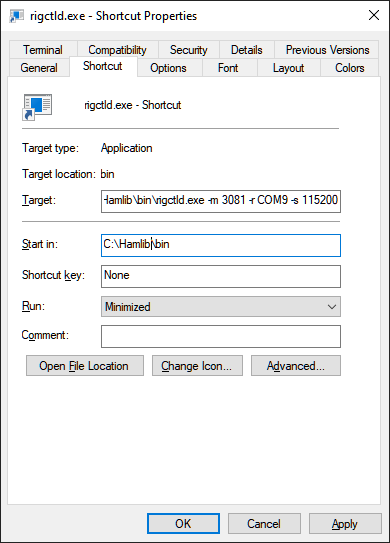 rigctld.exe - Shortcut Properties
Terminal Compatibility Security Details Previous Versions
General Shortcut Options Font Layout Colors
rigctld.exe - Shortcut
Target type: Application
Target location: bin
Target: Hamlib\bin\rigctld.exe -m 3081 -r COM9 -s 115200
Start in: C:\Hamlib\bin
Shortcut key: None
Run: Minimized
Comment:
Open File Location Change Icon... Advanced...
OK Cancel Apply